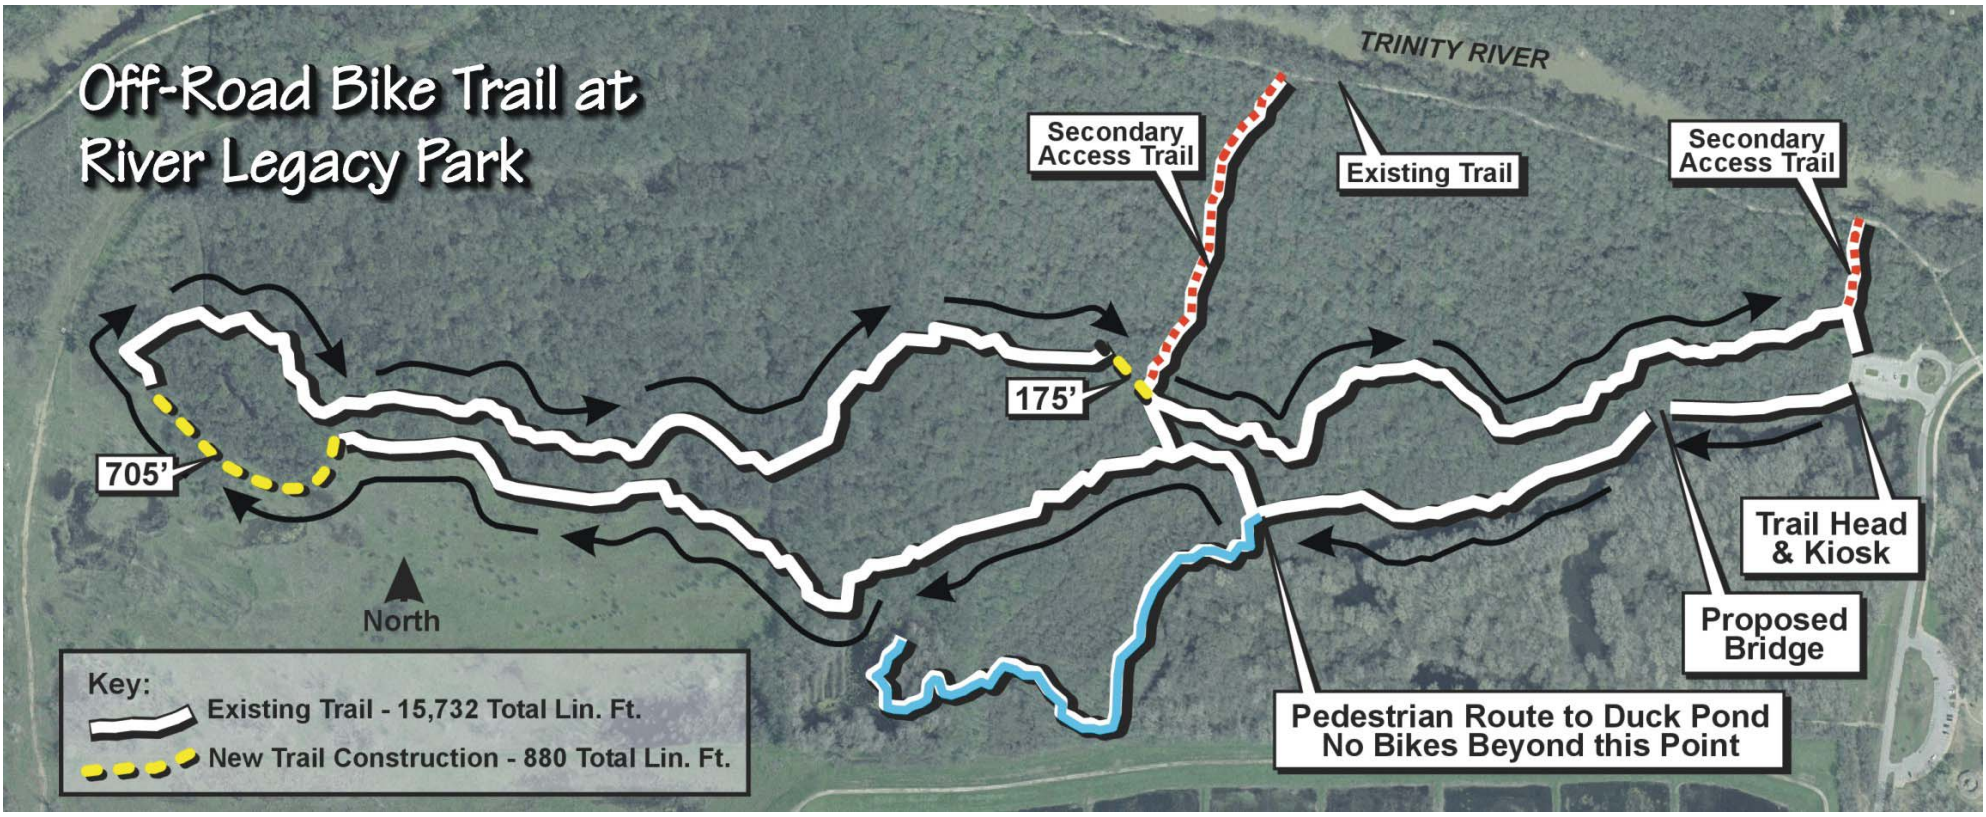 Off-Road Bike Trail at
River Legacy Park
TRINITY RIVER
Secondary
Access Trail
Existing Trail
Secondary
Access Trail
175'
705'
Trail Head
& Kiosk
Proposed
Bridge
North
Pedestrian Route to Duck Pond
No Bikes Beyond this Point
Key:
Existing Trail - 15,732 Total Lin. Ft.
New Trail Construction - 880 Total Lin. Ft.